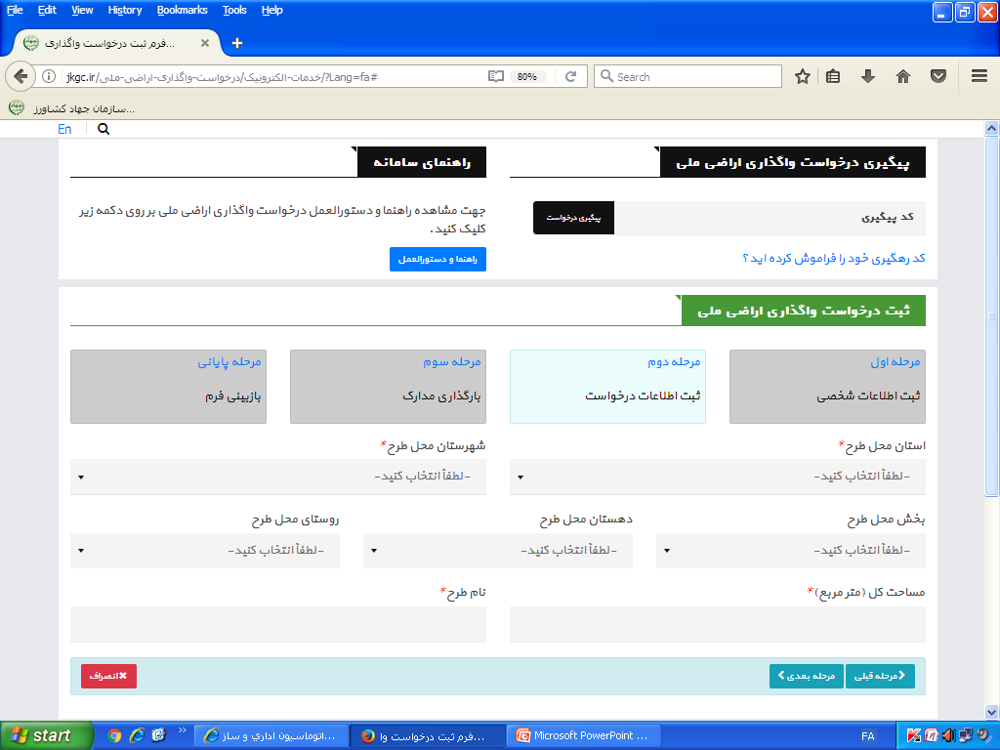 File Edit View History Bookmarks Tools Help
فرم ثبت درخواست واگذاری...
jkgc.ir/خدمات-الکترونیک/درخواست-واگذاری-اراضی-ملی/?Lang=fa#
80%
Search
سازمان جهاد کشاورز...
En
پیگیری درخواست واگذاری اراضی ملی
کد پیگیری
پیگیری درخواست
کد رهگیری خود را فراموش کرده اید ؟
راهنمای سامانه
جهت مشاهده راهنما و دستورالعمل درخواست واگذاری اراضی ملی بر روی دکمه زیر
کلیک کنید .
راهنما و دستورالعمل
ثبت درخواست واگذاری اراضی ملی
مرحله اول
ثبت اطلاعات شخصی
مرحله دوم
ثبت اطلاعات درخواست
مرحله سوم
بارگذاری مدارک
مرحله پایانی
بازبینی فرم
استان محل طرح*
-لطفاً انتخاب کنید-
شهرستان محل طرح*
-لطفاً انتخاب کنید-
بخش محل طرح
-لطفاً انتخاب کنید-
دهستان محل طرح
-لطفاً انتخاب کنید-
روستای محل طرح
-لطفاً انتخاب کنید-
مساحت کل (متر مربع)*
نام طرح*
مرحله قبلی
مرحله بعدی
انصراف
start
اتوماسیون اداري و ساز...
فرم ثبت درخواست وا...
Microsoft PowerPoint ...
FA